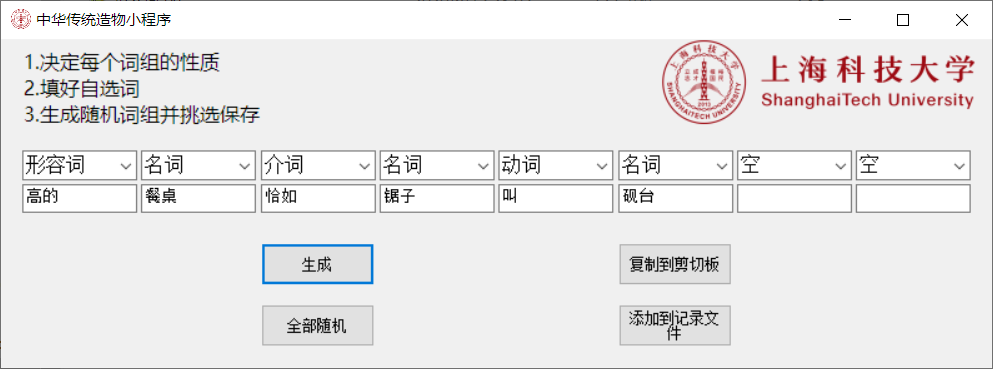 中华传统造物小程序
1.决定每个词组的性质
2.填好自选词
3.生成随机词组并挑选保存
上海科技大学
ShanghaiTech University
SHANGHAITECH UNIVERSITY
2013
形容词 名词 介词 名词 动词 名词 空 空
高的 餐桌 恰如 锯子 叫 砚台
生成 复制到剪切板
全部随机 添加到记录文
件